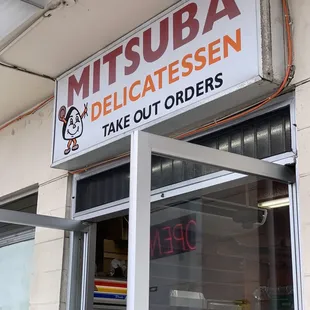 MITSUBA
DELICATESSEN
TAKE OUT ORDERS
OPEN